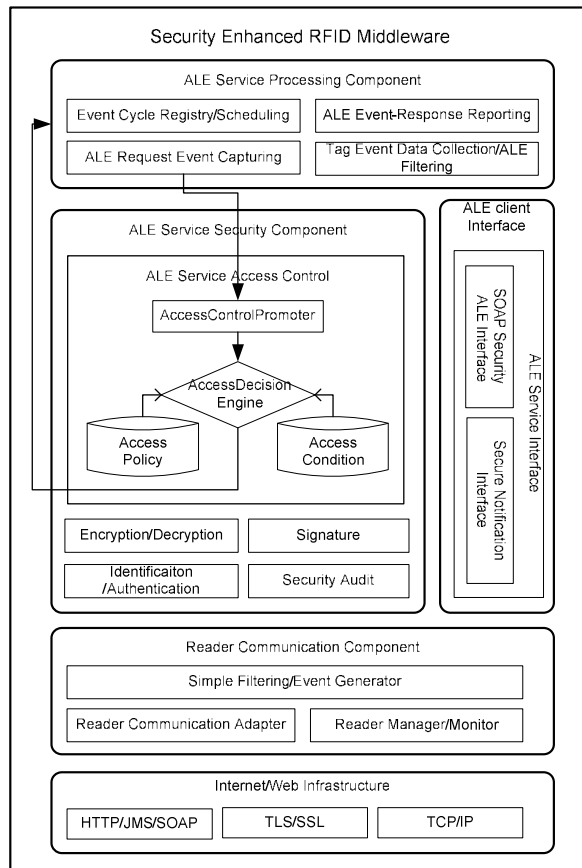 Security Enhanced RFID Middleware
ALE Service Processing Component
Event Cycle Registry/Scheduling
ALE Event-Response Reporting
ALE Request Event Capturing
Tag Event Data Collection/ALE
Filtering
ALE Service Security Component
ALE Service Access Control
AccessControlPromoter
AccessDecision
Engine
Access
Policy
Access
Condition
Encryption/Decryption
Signature
Identificaiton
/Authentication
Security Audit
ALE client
Interface
SOAP Security
ALE Interface
Secure Notification
Interface
ALE Service Interface
Reader Communication Component
Simple Filtering/Event Generator
Reader Communication Adapter
Reader Manager/Monitor
Internet/Web Infrastructure
HTTP/JMS/SOAP
TLS/SSL
TCP/IP